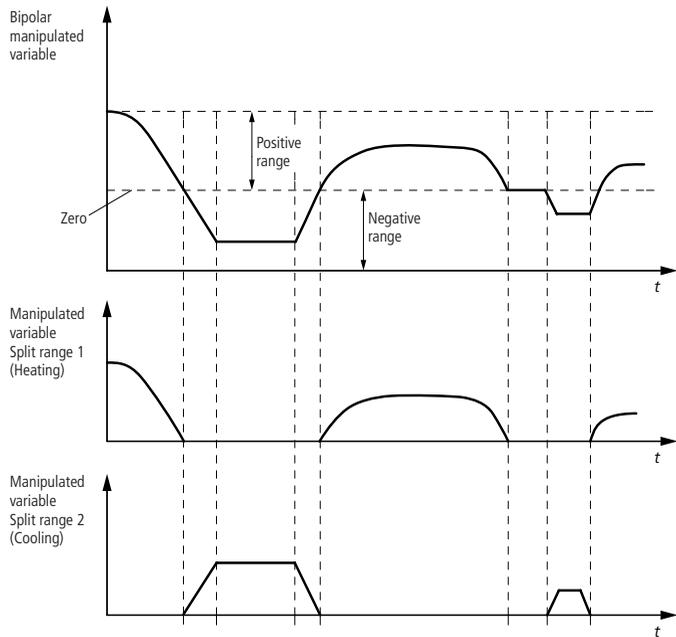 Bipolar
manipulated
variable
Positive
range
Zero
Negative
range
t
Manipulated
variable
Split range 1
(Heating)
t
Manipulated
variable
Split range 2
(Cooling)
t